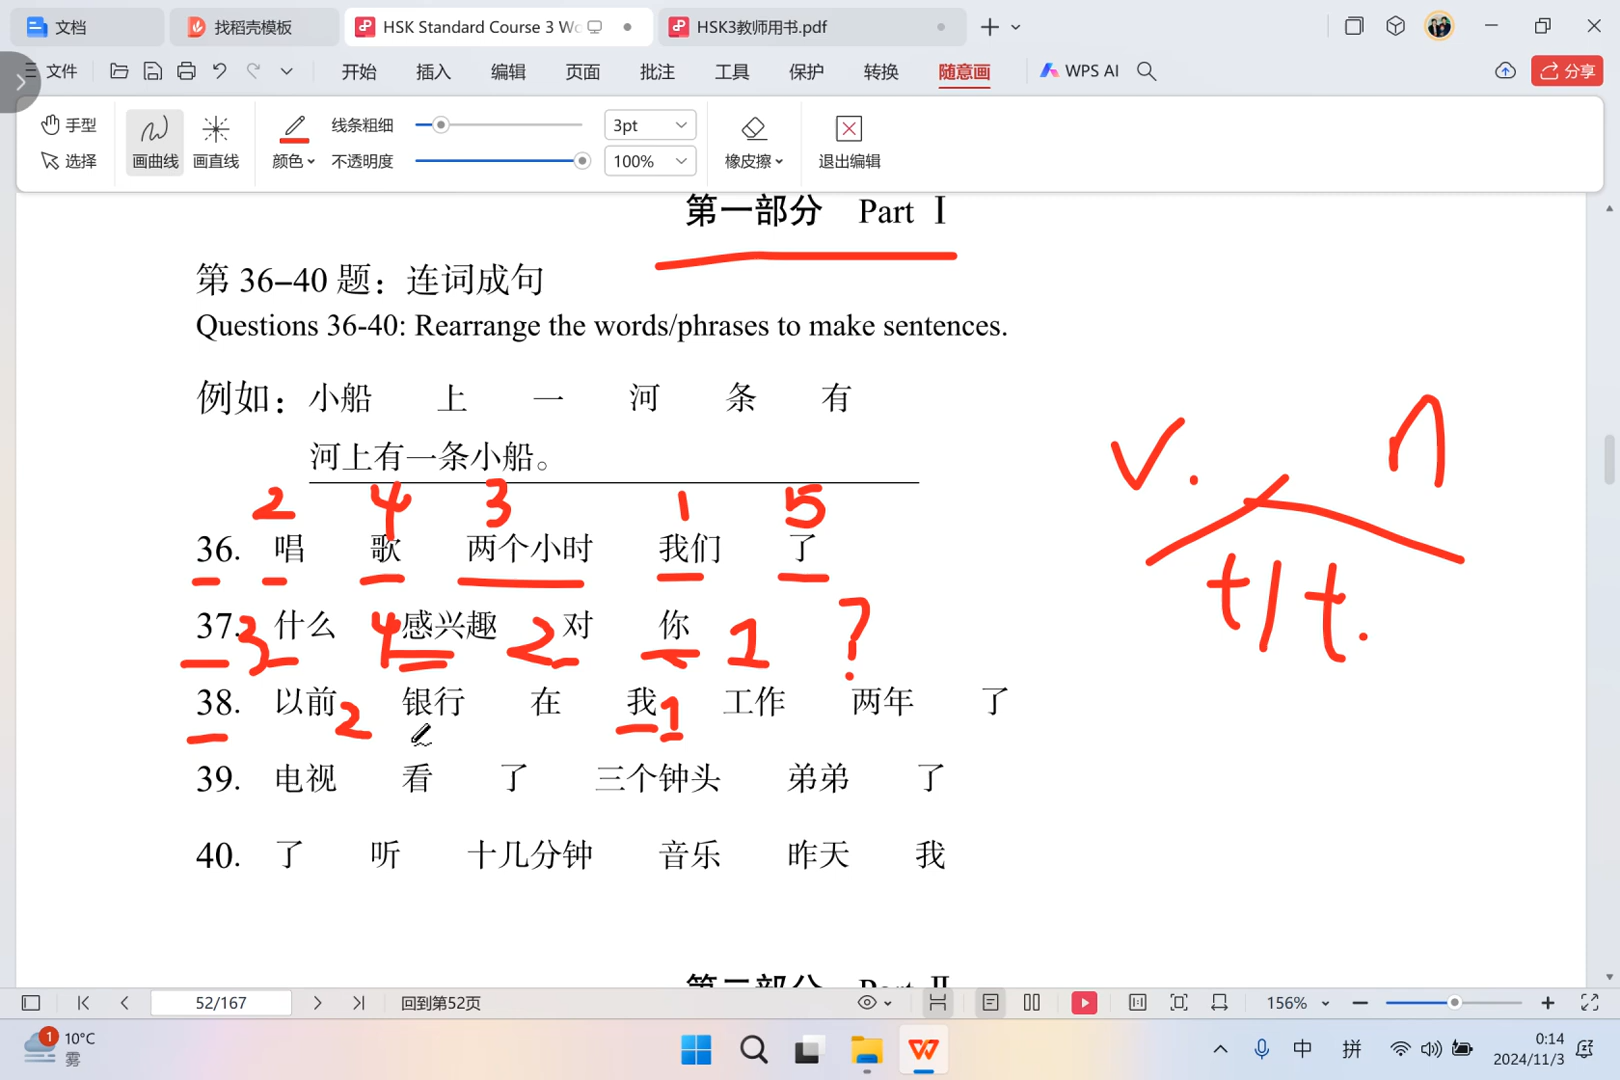 文档 找稻壳模板 HSK Standard Course 3 Wo HSK3教师用书.pdf
文件 开始 插入 编辑 页面 批注 工具 保护 转换 随意画 WPS AI 分享
手型 线条粗细 3pt
选择 画曲线 画直线 颜色 不透明度 100% 橡皮擦 退出编辑
第一部分 Part Ⅰ
第 36–40 题：连词成句
Questions 36-40: Rearrange the words/phrases to make sentences.
例如：小船 上 一 河 条 有
河上有一条小船。
v. n
2 4 3 1 5
36. 唱 歌 两个小时 我们 了
t/t.
37. 3 什么 4 感兴趣 2 对 你 1 ?
38. 以前 2 银行 在 我 1 工作 两年 了
39. 电视 看 了 三个钟头 弟弟 了
40. 了 听 十几分钟 音乐 昨天 我
第二部分 Part Ⅱ
52/167 回到第52页 156%
1 10°C
雾
中 拼 0:14
2024/11/3